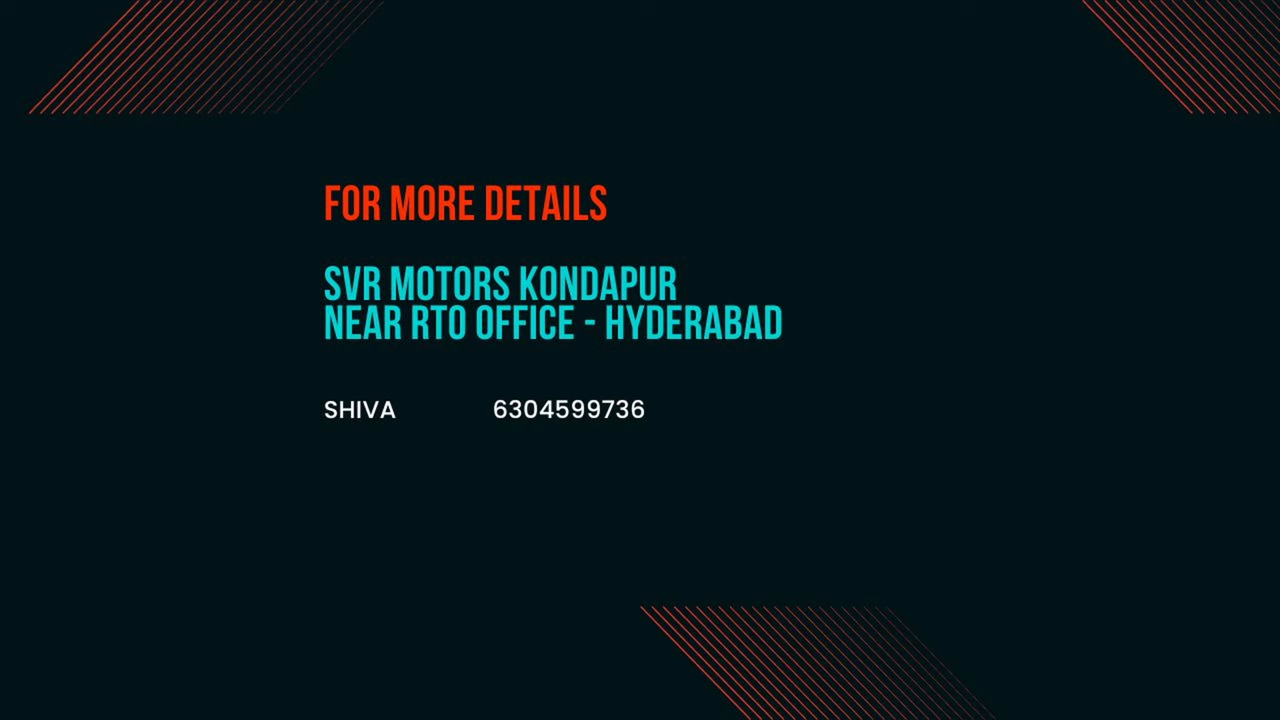 FOR MORE DETAILS
SVR MOTORS KONDAPUR
NEAR RTO OFFICE - HYDERABAD
SHIVA 6304599736